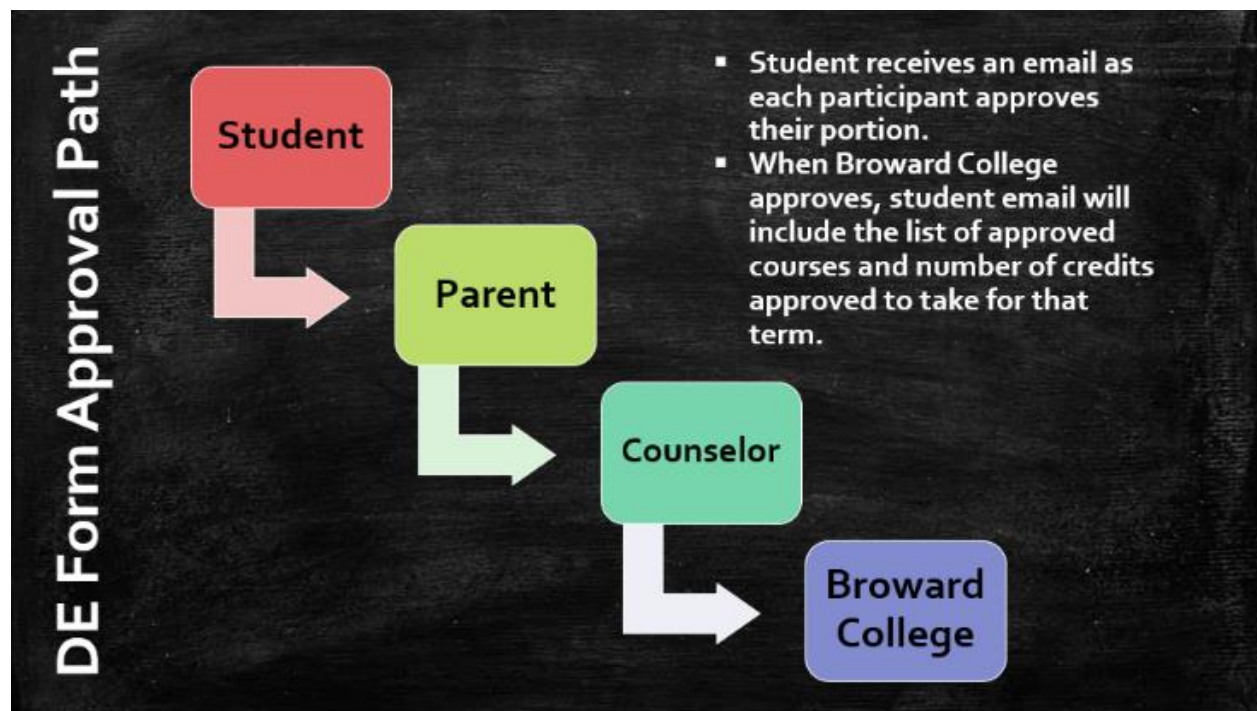 DE Form Approval Path
Student
Parent
Counselor
Broward
College
▪ Student receives an email as
each participant approves
their portion.
▪ When Broward College
approves, student email will
include the list of approved
courses and number of credits
approved to take for that
term.